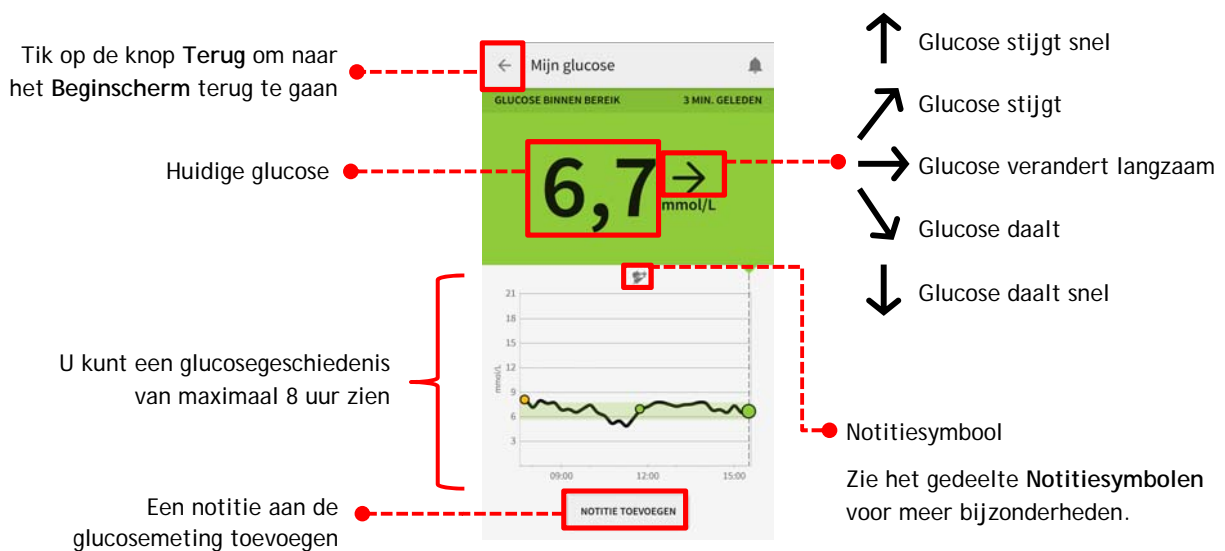 Tik op de knop Terug om naar
het Beginscherm terug te gaan
Huidige glucose
U kunt een glucosegeschiedenis
van maximaal 8 uur zien
Een notitie aan de
glucosemeting toevoegen
Mijn glucose
GLUCOSE BINNEN BEREIK
3 MIN. GELEDEN
6,7
mmol/L
21
18
15
12
9
6
3
mmol/L
09:00
12:00
15:00
NOTITIE TOEVOEGEN
Glucose stijgt snel
Glucose stijgt
Glucose verandert langzaam
Glucose daalt
Glucose daalt snel
Notitiesymbool
Zie het gedeelte Notitiesymbolen
voor meer bijzonderheden.